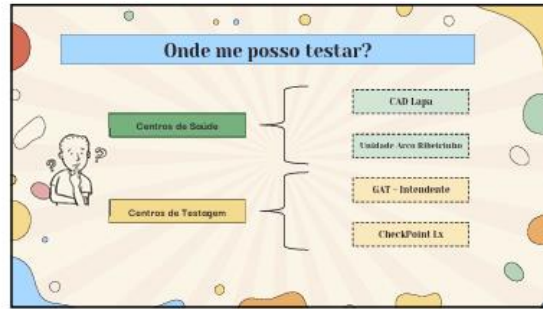 Onde me posso testar?
Centros de Saúde
CAD Lapa
Unidade Arco Ribeirinho
Centros de Testagem
GAT - Intendente
CheckPoint Lx
? ?